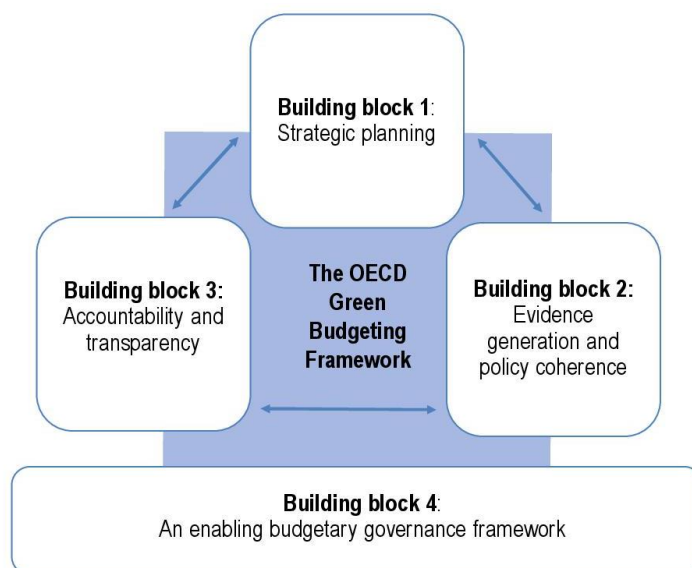 Building block 1:
Strategic planning
Building block 3:
Accountability and
transparency
The OECD
Green
Budgeting
Framework
Building block 2:
Evidence
generation and
policy coherence
Building block 4:
An enabling budgetary governance framework